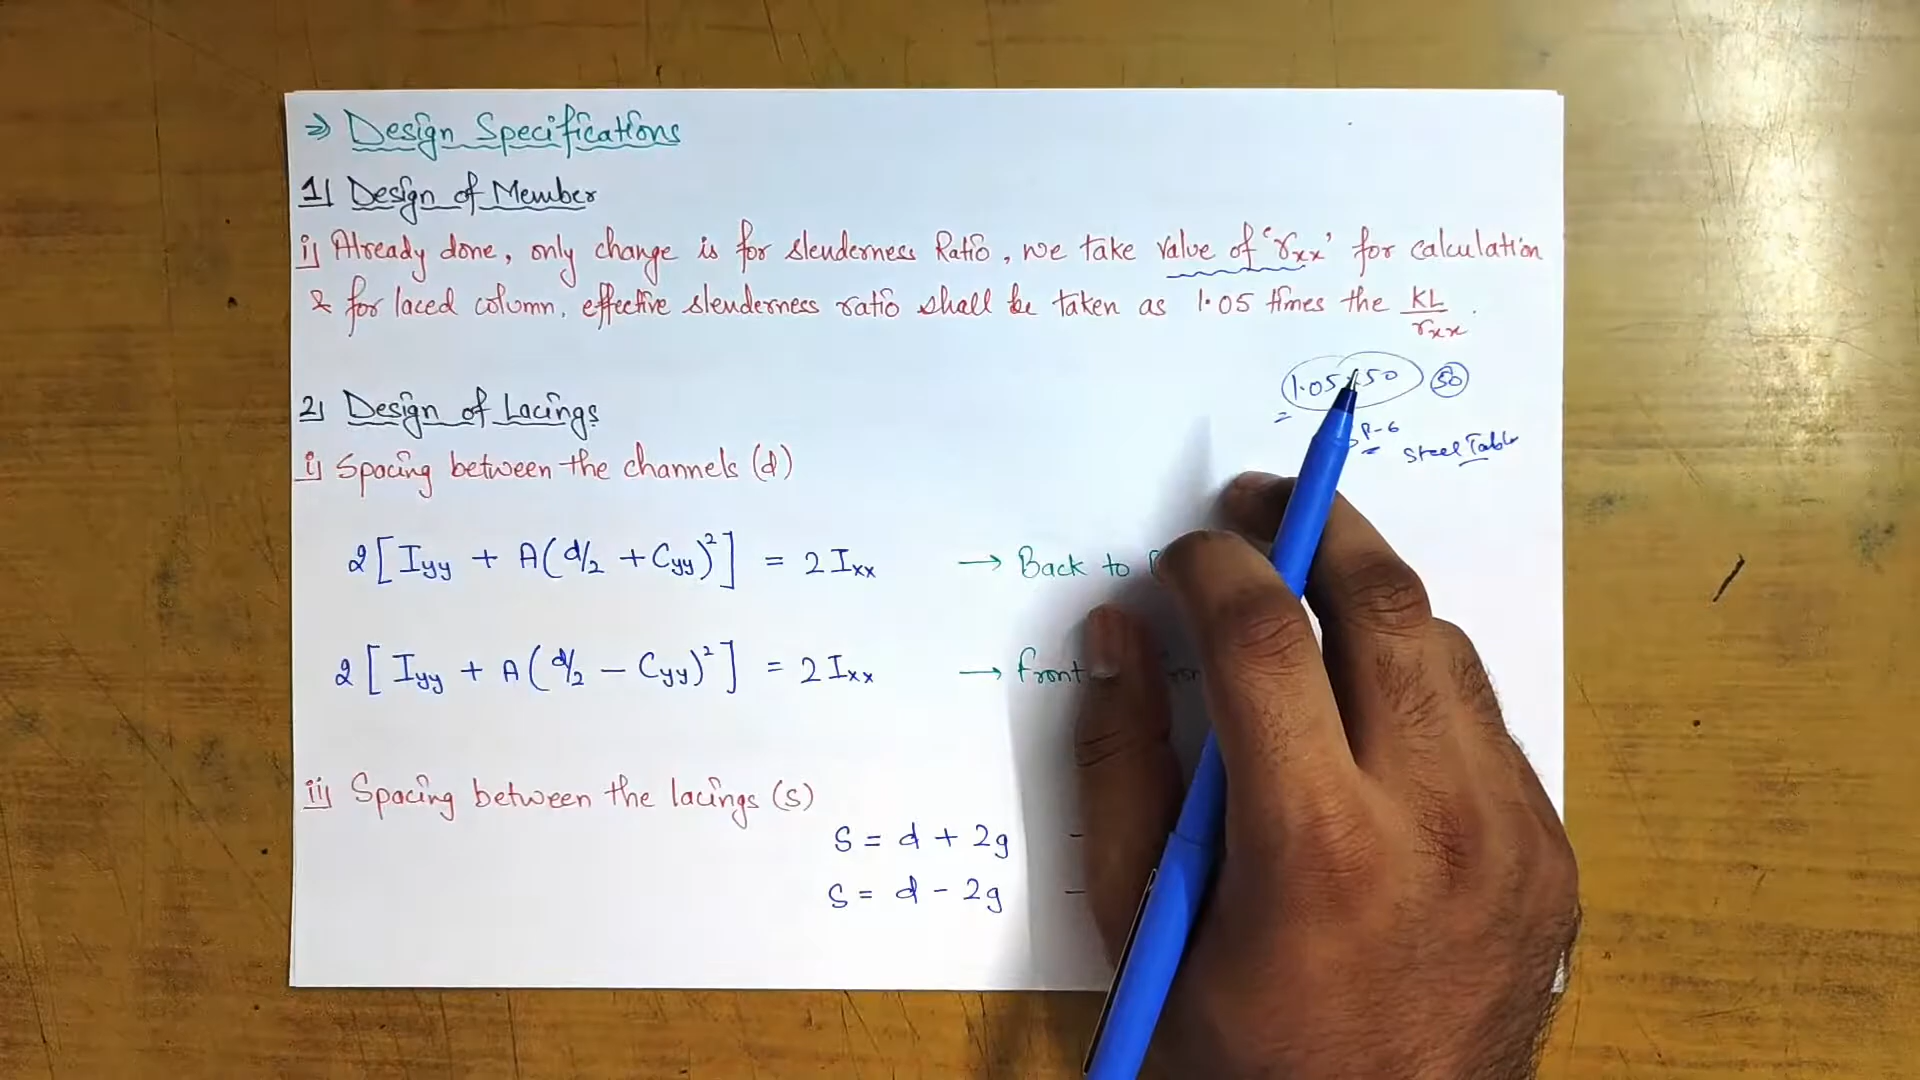 ⇒ Design Specifications
1) Design of Member
i) Already done, only change is for slenderness Ratio, we take value of 'rxx' for calculation
& for laced column, effective slenderness ratio shall be taken as 1.05 times the KL/rxx.
1.05 × 50 50
=
P-6
Steel Table
2) Design of Lacings
i) Spacing between the channels (d)
2[Iyy + A(d/2 + Cyy)²] = 2Ixx → Back to
2[Iyy + A(d/2 - Cyy)²] = 2Ixx → front
ii) Spacing between the lacings (s)
S = d + 2g -
S = d - 2g -